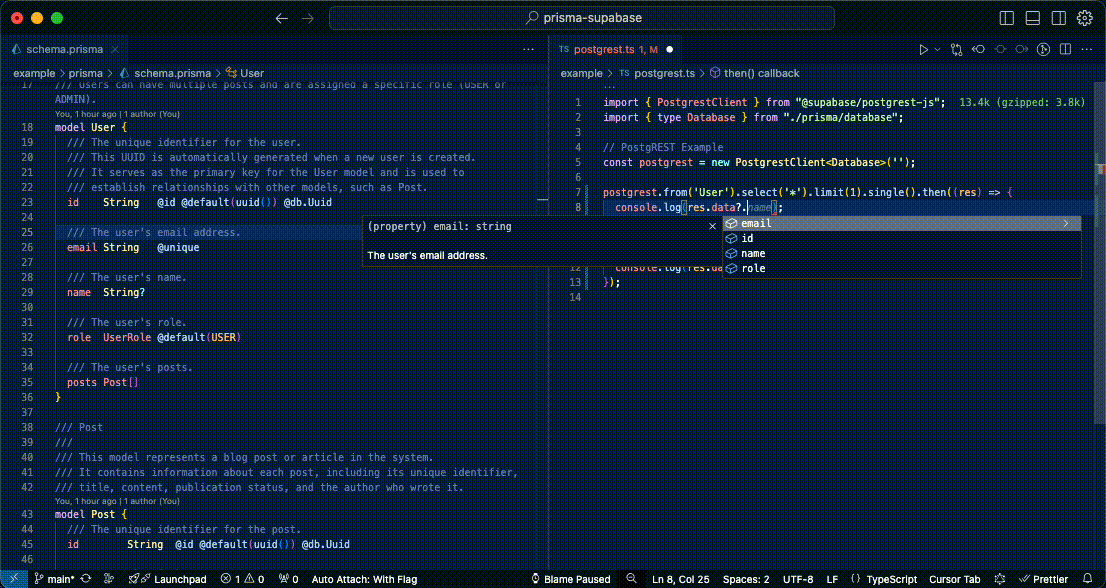 prisma-supabase
schema.prisma
example > prisma > schema.prisma > User
17 /// Users can have multiple posts and are assigned a specific role (USER or
ADMIN).
You, 1 hour ago | 1 author (You)
18 model User {
19 /// The unique identifier for the user.
20 /// This UUID is automatically generated when a new user is created.
21 /// It serves as the primary key for the User model and is used to
22 /// establish relationships with other models, such as Post.
23 id String @id @default(uuid()) @db.Uuid
24
25 /// The user's email address.
26 email String @unique
27
28 /// The user's name.
29 name String?
30
31 /// The user's role.
32 role UserRole @default(USER)
33
34 /// The user's posts.
35 posts Post[]
36 }
37
38 /// Post
39 ///
40 /// This model represents a blog post or article in the system.
41 /// It contains information about each post, including its unique identifier,
42 /// title, content, publication status, and the author who wrote it.
You, 1 hour ago | 1 author (You)
43 model Post {
44 /// The unique identifier for the post.
45 id String @id @default(uuid()) @db.Uuid
46
TS postgrest.ts 1, M
example > TS postgrest.ts > then() callback
...
1 import { PostgrestClient } from "@supabase/postgrest-js"; 13.4k (gzipped: 3.8k)
2 import { type Database } from "./prisma/database";
3
4 // PostgREST Example
5 const postgrest = new PostgrestClient<Database>('');
6
7 postgrest.from('User').select('*').limit(1).single().then((res) => {
8 console.log(res.data?.name);
(property) email: string
The user's email address.
email
id
name
role
12 console.log(res.da
13 });
14
main* 1 0 Launchpad 0 Auto Attach: With Flag Blame Paused Ln 8, Col 25 Spaces: 2 UTF-8 LF {} TypeScript Cursor Tab Prettier